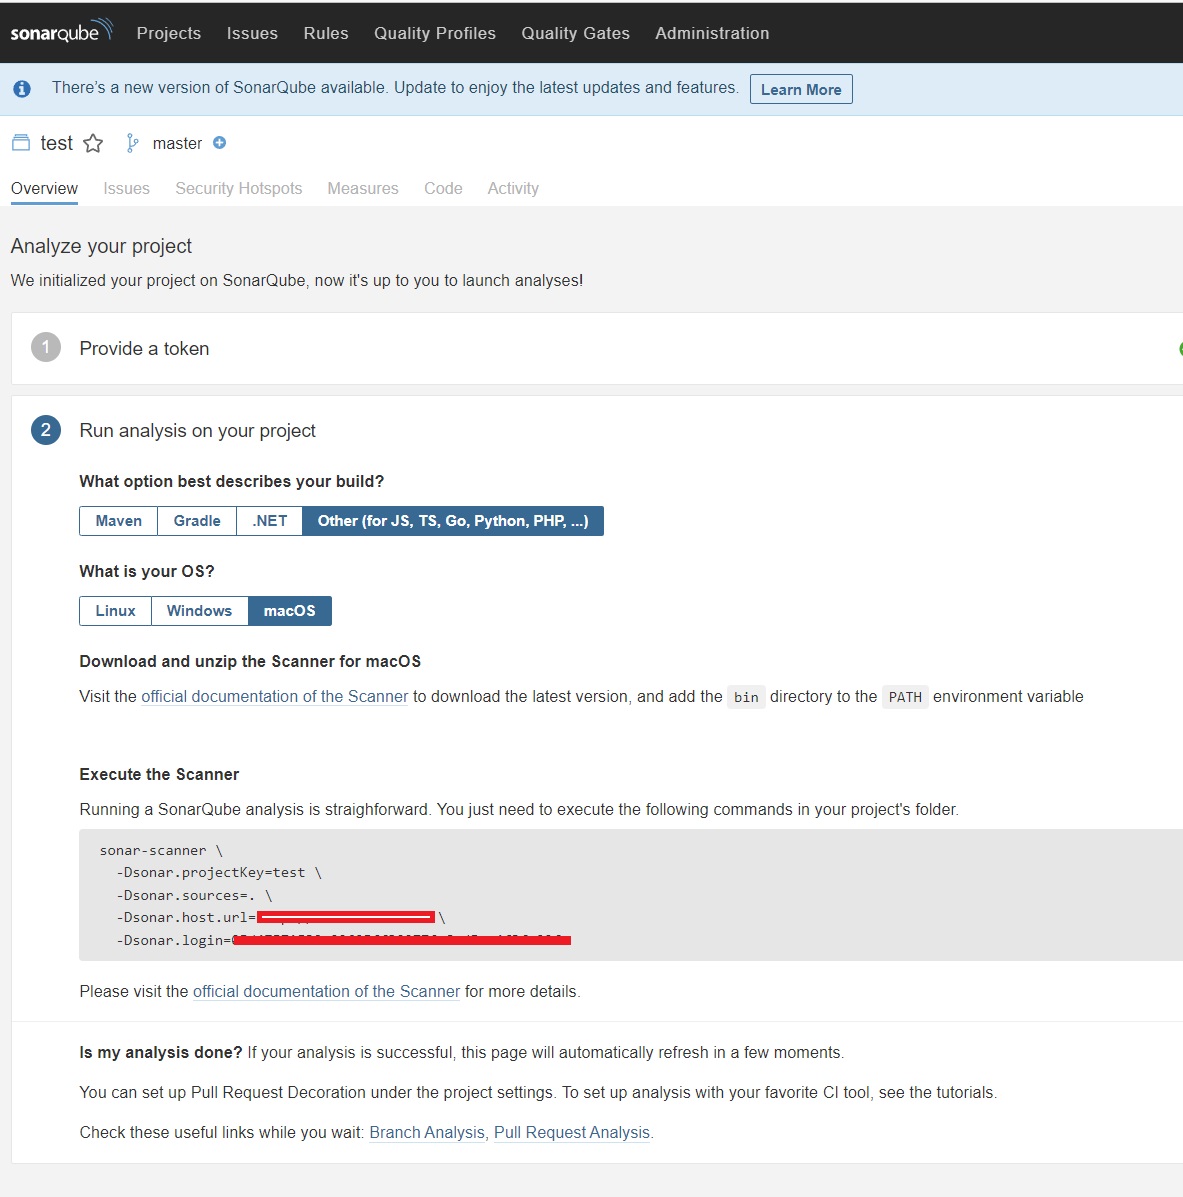 sonarqube Projects Issues Rules Quality Profiles Quality Gates Administration
There's a new version of SonarQube available. Update to enjoy the latest updates and features. Learn More
test master
Overview Issues Security Hotspots Measures Code Activity
Analyze your project
We initialized your project on SonarQube, now it's up to you to launch analyses!
1 Provide a token
2 Run analysis on your project
What option best describes your build?
Maven Gradle .NET Other (for JS, TS, Go, Python, PHP, ...)
What is your OS?
Linux Windows macOS
Download and unzip the Scanner for macOS
Visit the official documentation of the Scanner to download the latest version, and add the bin directory to the PATH environment variable
Execute the Scanner
Running a SonarQube analysis is straighforward. You just need to execute the following commands in your project's folder.
sonar-scanner \
-Dsonar.projectKey=test \
-Dsonar.sources=. \
-Dsonar.host.url= \
-Dsonar.login=
Please visit the official documentation of the Scanner for more details.
Is my analysis done? If your analysis is successful, this page will automatically refresh in a few moments.
You can set up Pull Request Decoration under the project settings. To set up analysis with your favorite CI tool, see the tutorials.
Check these useful links while you wait: Branch Analysis, Pull Request Analysis.